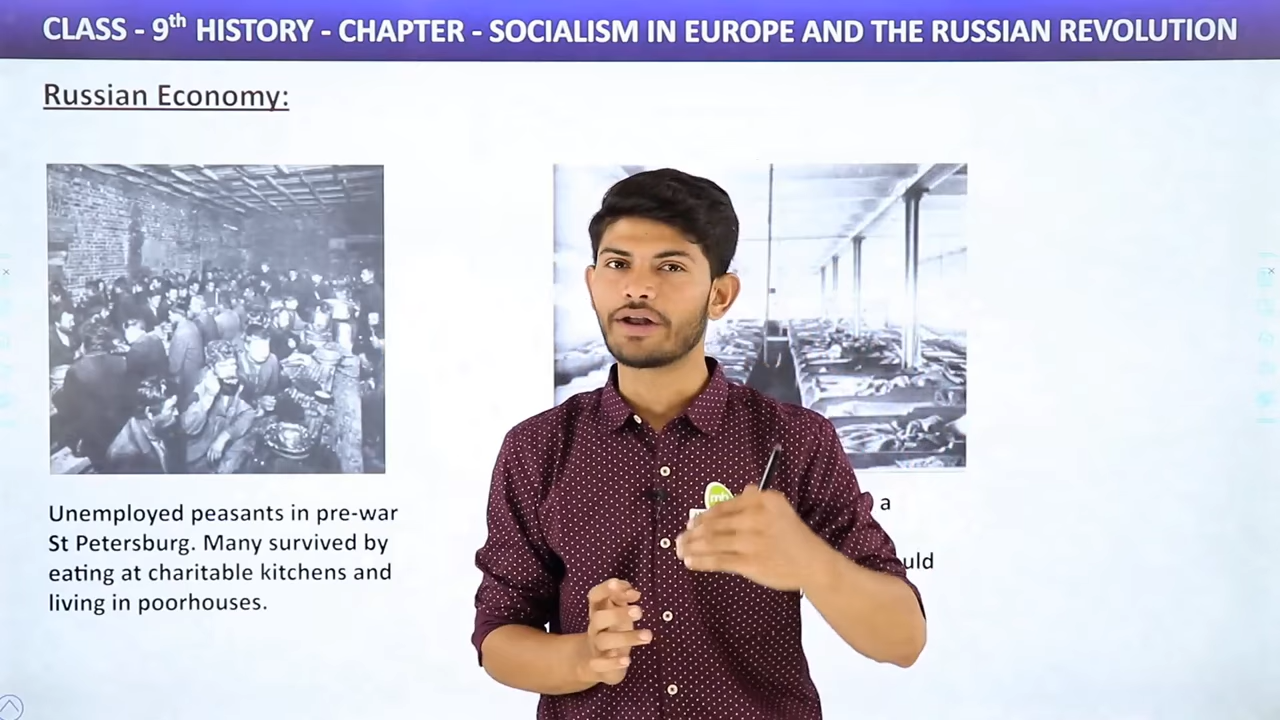 CLASS - 9th HISTORY - CHAPTER - SOCIALISM IN EUROPE AND THE RUSSIAN REVOLUTION
Russian Economy:
Unemployed peasants in pre-war
St Petersburg. Many survived by
eating at charitable kitchens and
living in poorhouses.
a